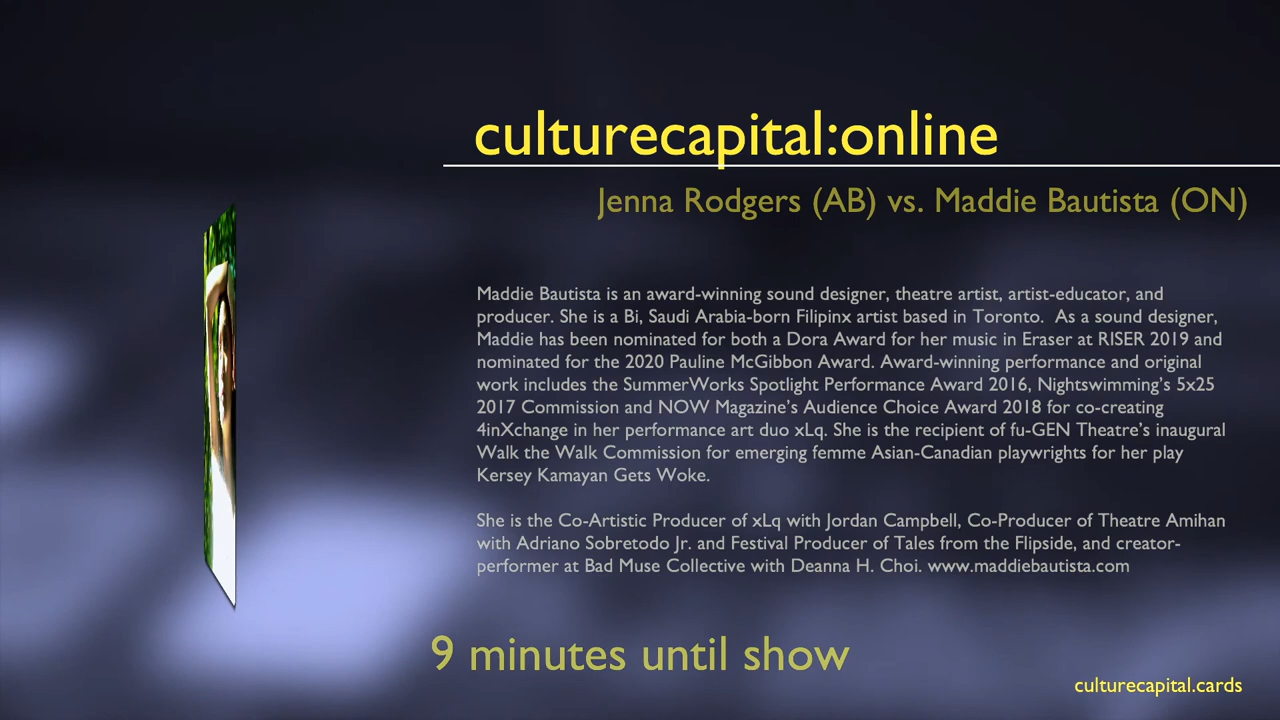 culturecapital:online
Jenna Rodgers (AB) vs. Maddie Bautista (ON)
Maddie Bautista is an award-winning sound designer, theatre artist, artist-educator, and
producer. She is a Bi, Saudi Arabia-born Filipinx artist based in Toronto.  As a sound designer,
Maddie has been nominated for both a Dora Award for her music in Eraser at RISER 2019 and
nominated for the 2020 Pauline McGibbon Award. Award-winning performance and original
work includes the SummerWorks Spotlight Performance Award 2016, Nightswimming’s 5x25
2017 Commission and NOW Magazine’s Audience Choice Award 2018 for co-creating
4inXchange in her performance art duo xLq. She is the recipient of fu-GEN Theatre’s inaugural
Walk the Walk Commission for emerging femme Asian-Canadian playwrights for her play
Kersey Kamayan Gets Woke.
She is the Co-Artistic Producer of xLq with Jordan Campbell, Co-Producer of Theatre Amihan
with Adriano Sobretodo Jr. and Festival Producer of Tales from the Flipside, and creator-
performer at Bad Muse Collective with Deanna H. Choi. www.maddiebautista.com
9 minutes until show
culturecapital.cards